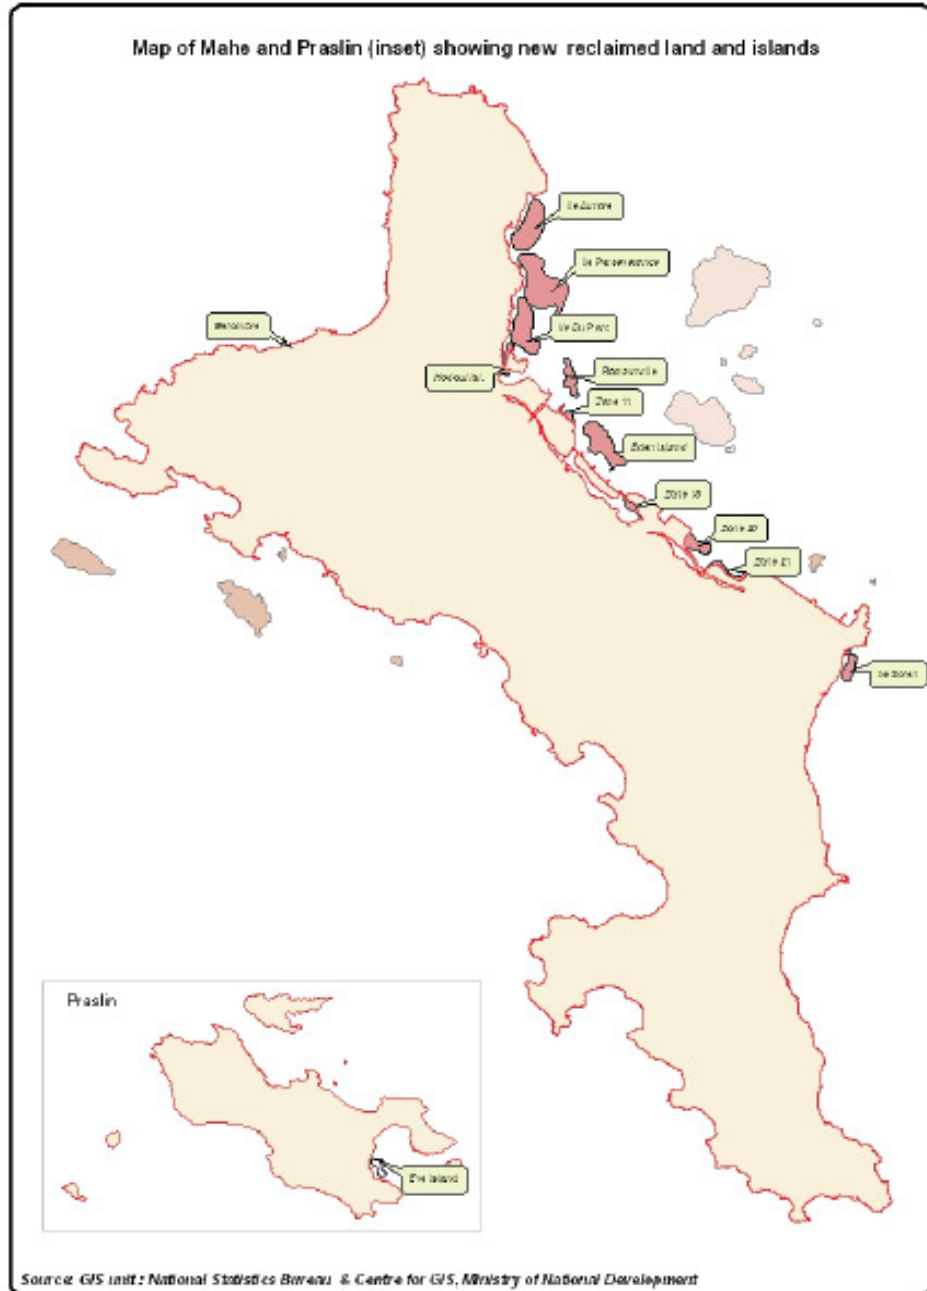 Map of Mahe and Praslin (inset) showing new reclaimed land and islands
Ile Aurore
Ile Perseverance
Ile Du Port
Romainville
Zone 11
Eden Island
Zone 18
Zone 20
Zone 21
Ile Soleil
Praslin
Eve Island
Source: GIS unit: National Statistics Bureau & Centre for GIS, Ministry of National Development